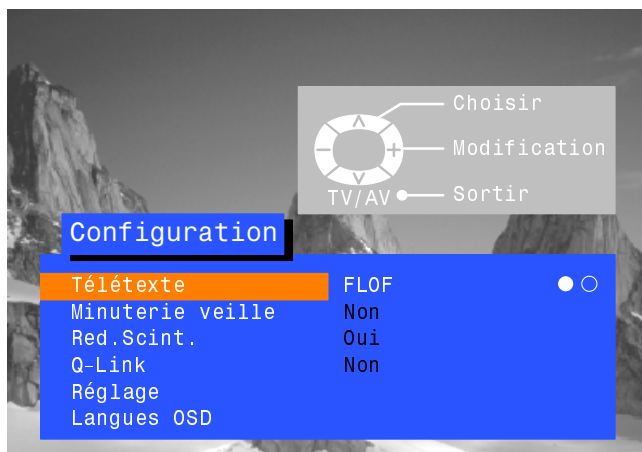 Choisir
Modification
TV/AV Sortir
Configuration
Télétexte FLOF
Minuterie veille Non
Red.Scint. Oui
Q-Link Non
Réglage
Langues OSD